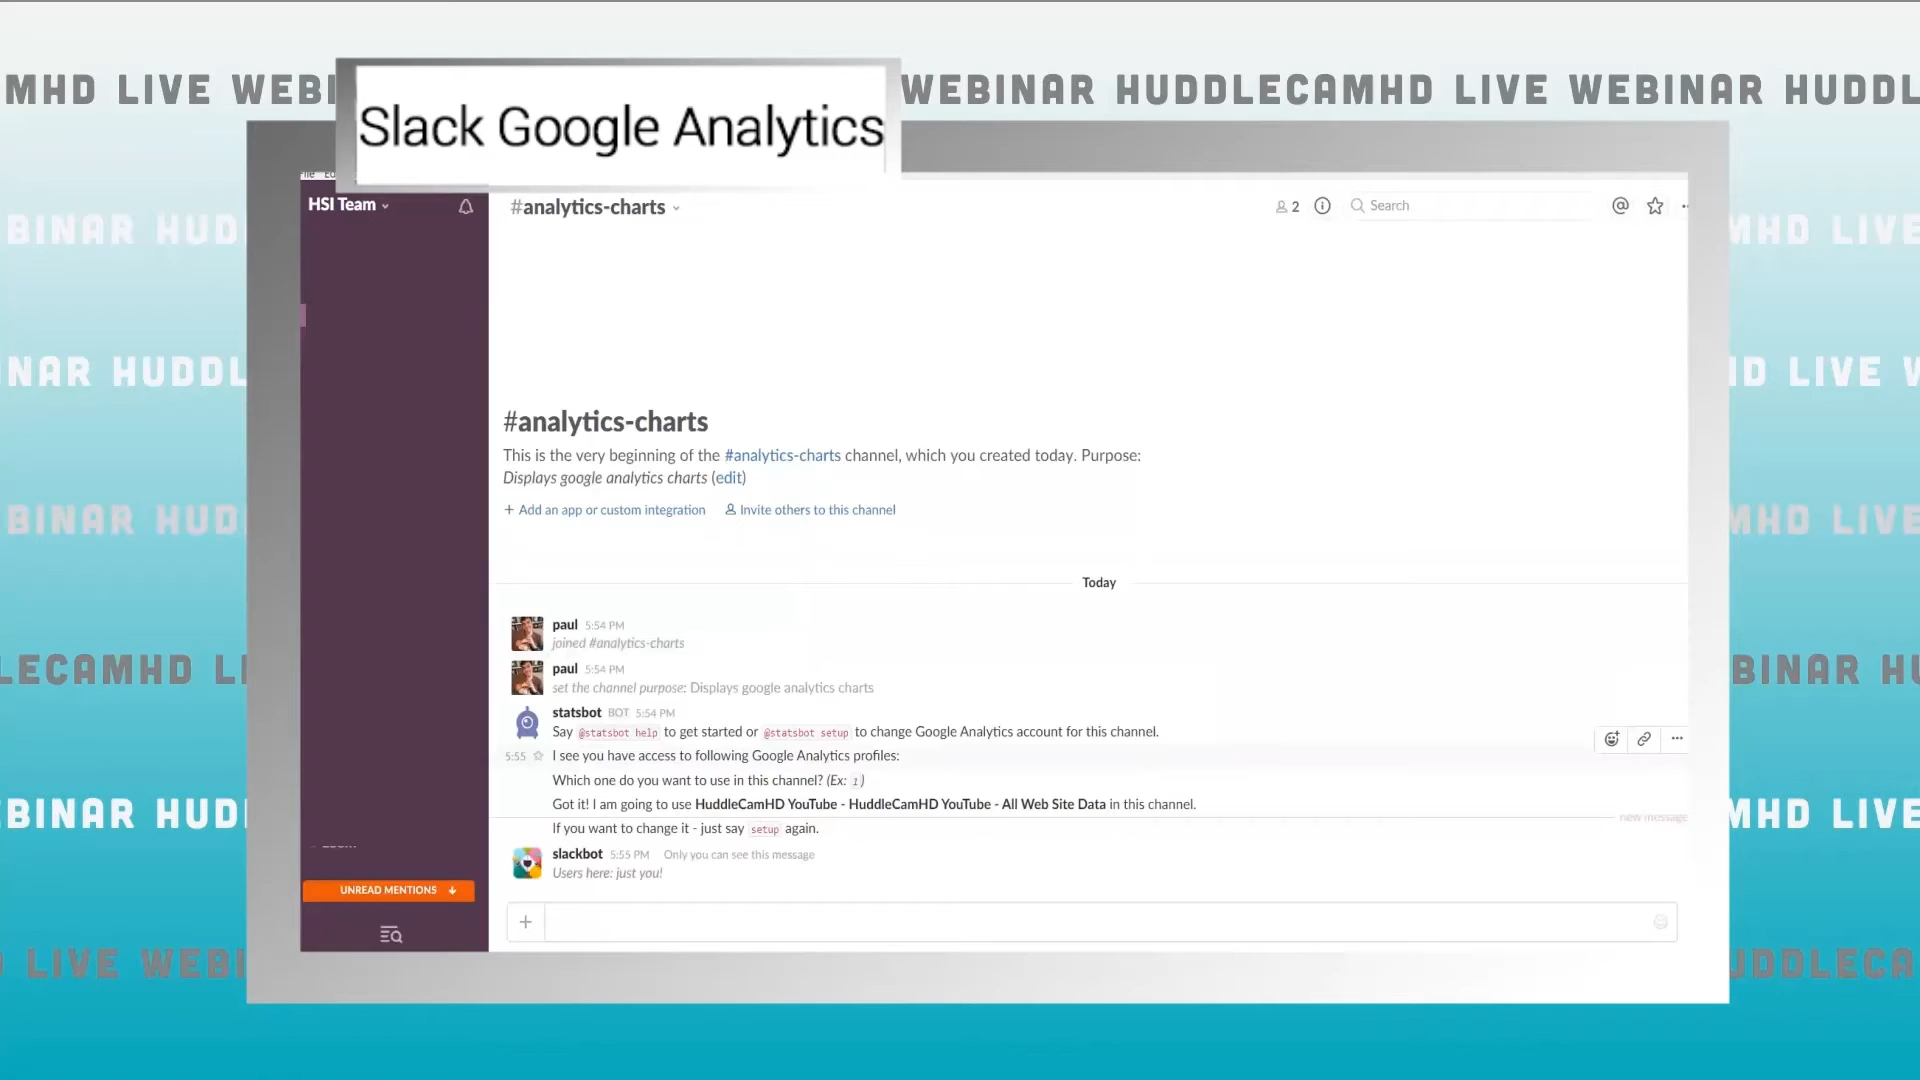 MHD LIVE WEBI
WEBINAR HUDDLECAMHD LIVE WEBINAR HUDDL
Slack Google Analytics
HSI Team
#analytics-charts
2
Search
BINAR HUD
MHD LIVE
INAR HUDDL
HD LIVE W
#analytics-charts
This is the very beginning of the #analytics-charts channel, which you created today. Purpose:
Displays google analytics charts (edit)
+ Add an app or custom integration Invite others to this channel
BINAR HUD
MHD LIVE
Today
paul 5:54 PM
joined #analytics-charts
paul 5:54 PM
set the channel purpose: Displays google analytics charts
LECAMHD LI
BINAR HU
statsbot BOT 5:54 PM
Say @statsbot help to get started or @statsbot setup to change Google Analytics account for this channel.
5:55 I see you have access to following Google Analytics profiles:
Which one do you want to use in this channel? (Ex: 1)
Got it! I am going to use HuddleCamHD YouTube - HuddleCamHD YouTube - All Web Site Data in this channel.
new message
If you want to change it - just say setup again.
EBINAR HUD
MHD LIVE
slackbot 5:55 PM Only you can see this message
Users here: just you!
UNREAD MENTIONS
D LIVE WEBI
UDDLECA